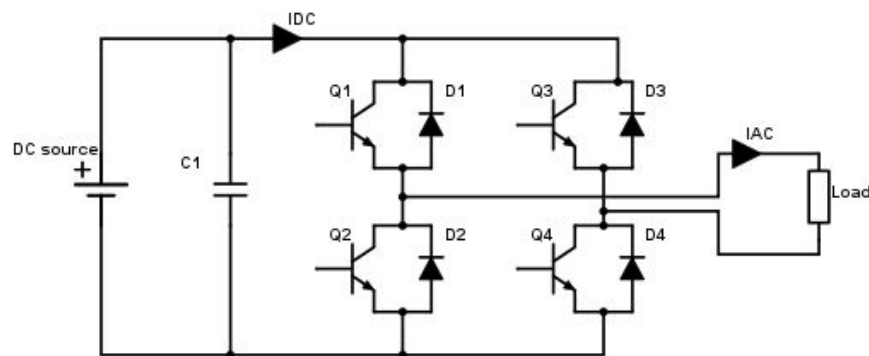 IDC
Q1
D1
Q3
D3
DC source
+
C1
IAC
Load
Q2
D2
Q4
D4